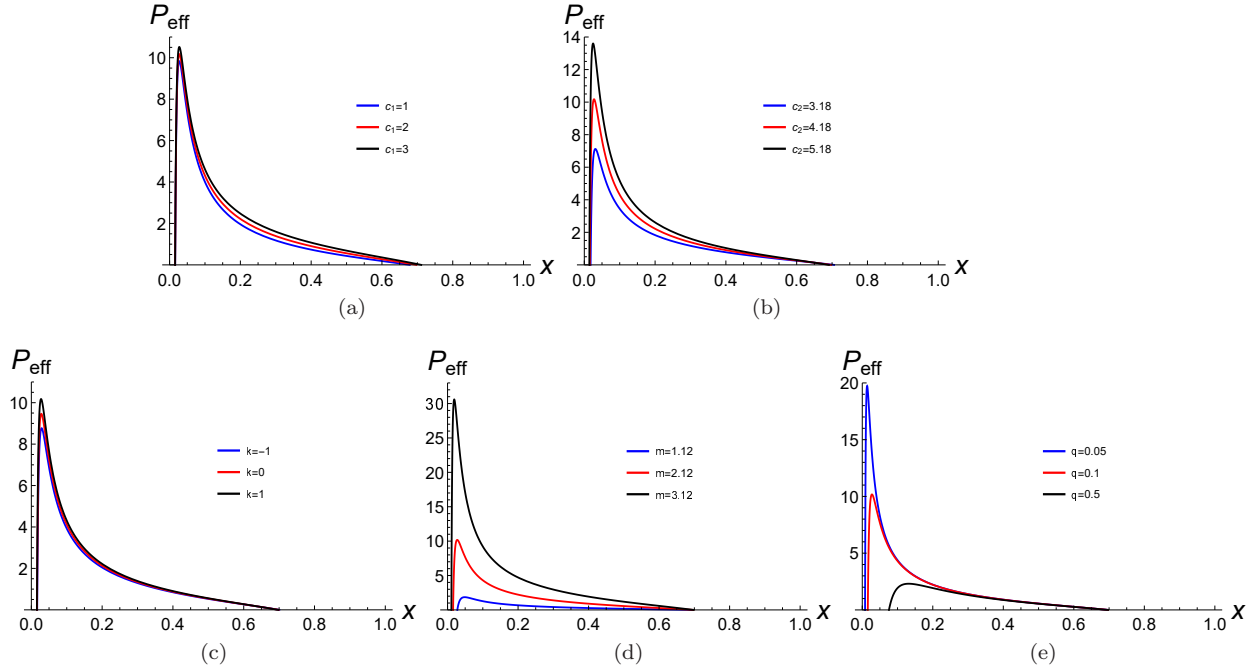 P_eff
10
8
6
4
2
0.0 0.2 0.4 0.6 0.8 1.0
x
c₁=1
c₁=2
c₁=3
(a)
P_eff
14
12
10
8
6
4
2
0
0.0 0.2 0.4 0.6 0.8 1.0
x
c₂=3.18
c₂=4.18
c₂=5.18
(b)
P_eff
10
8
6
4
2
0
0.0 0.2 0.4 0.6 0.8 1.0
x
k=-1
k=0
k=1
(c)
P_eff
30
25
20
15
10
5
0.0 0.2 0.4 0.6 0.8 1.0
x
m=1.12
m=2.12
m=3.12
(d)
P_eff
20
15
10
5
0.0 0.2 0.4 0.6 0.8 1.0
x
q=0.05
q=0.1
q=0.5
(e)